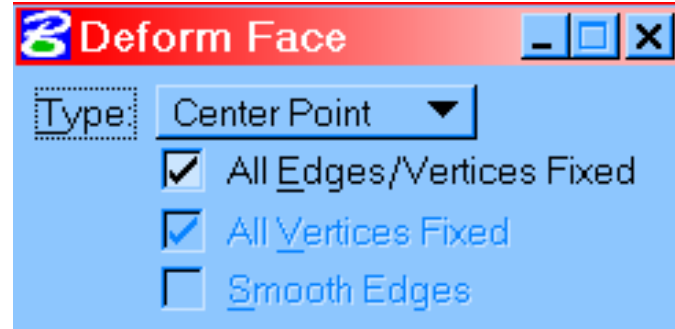 Deform Face
Type: Center Point
All Edges/Vertices Fixed
All Vertices Fixed
Smooth Edges